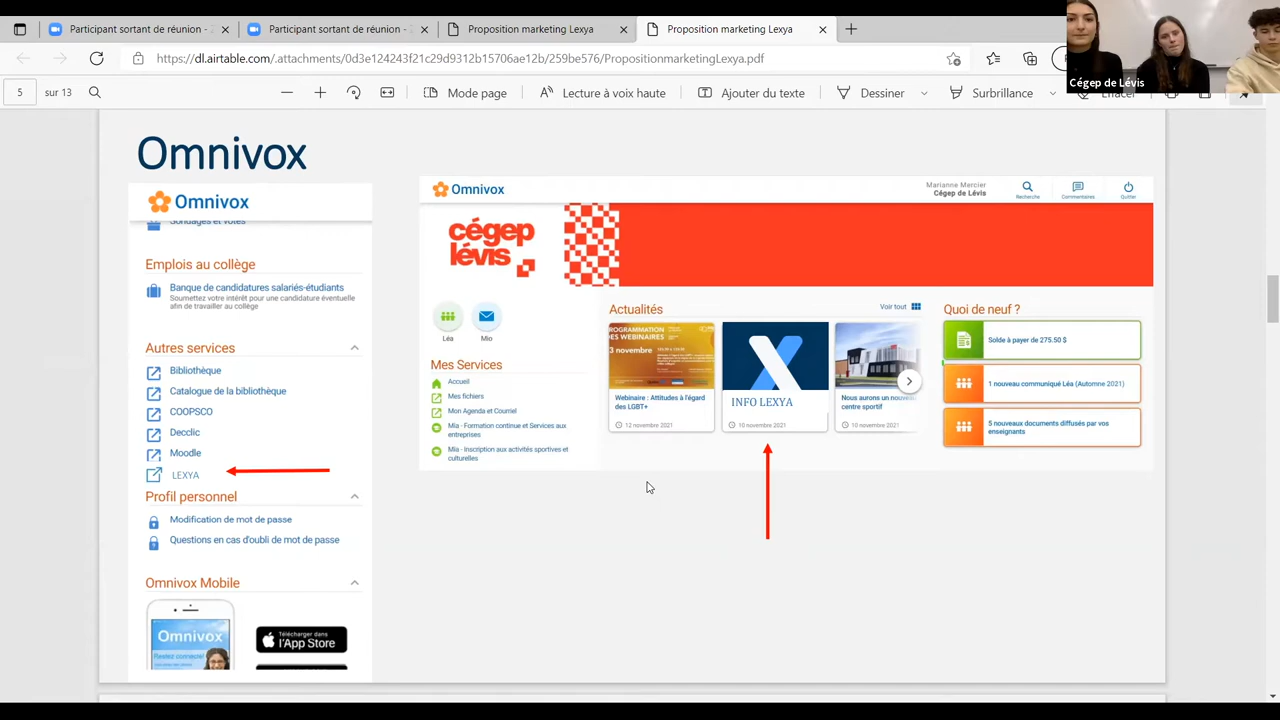 Participant sortant de réunion -
Participant sortant de réunion -
Proposition marketing Lexya
Proposition marketing Lexya
https://dl.airtable.com/.attachments/0d3c24243f21c29d9312b15706ae12b/259be576/PropositionmarketingLexya.pdf
Cégep de Lévis
5 sur 13
Mode page
Lecture à voix haute
Ajouter du texte
Dessiner
Surbrillance
Effacer
Omnivox
Omnivox
Sondages et votes
Emplois au collège
Banque de candidatures salariés-étudiants
Soumettez votre intérêt pour une candidature éventuelle
afin de travailler au collège
Autres services
Bibliothèque
Catalogue de la bibliothèque
COOPSCO
Decclic
Moodle
LEXYA
Profil personnel
Modification de mot de passe
Questions en cas d'oubli de mot de passe
Omnivox Mobile
Omnivox
Restez connecté!
Télécharger dans
l'App Store
Omnivox
Marianne Mercier
Cégep de Lévis
Recherche
Commentaires
Quitter
cégep
lévis
Léa
Mio
Mes Services
Accueil
Mes fichiers
Mon Agenda et Courriel
Mia - Formation continue et Services aux
entreprises
Mia - Inscription aux activités sportives et
culturelles
Actualités
Voir tout
PROGRAMMATION
DES WEBINAIRES
3 novembre
Webinaire : Attitudes à l'égard
des LGBT+
12 novembre 2021
INFO LEXYA
10 novembre 2021
Nous aurons un nouveau
centre sportif
10 novembre 2021
Quoi de neuf ?
Solde à payer de 275.50 $
1 nouveau communiqué Léa (Automne 2021)
5 nouveaux documents diffusés par vos
enseignants